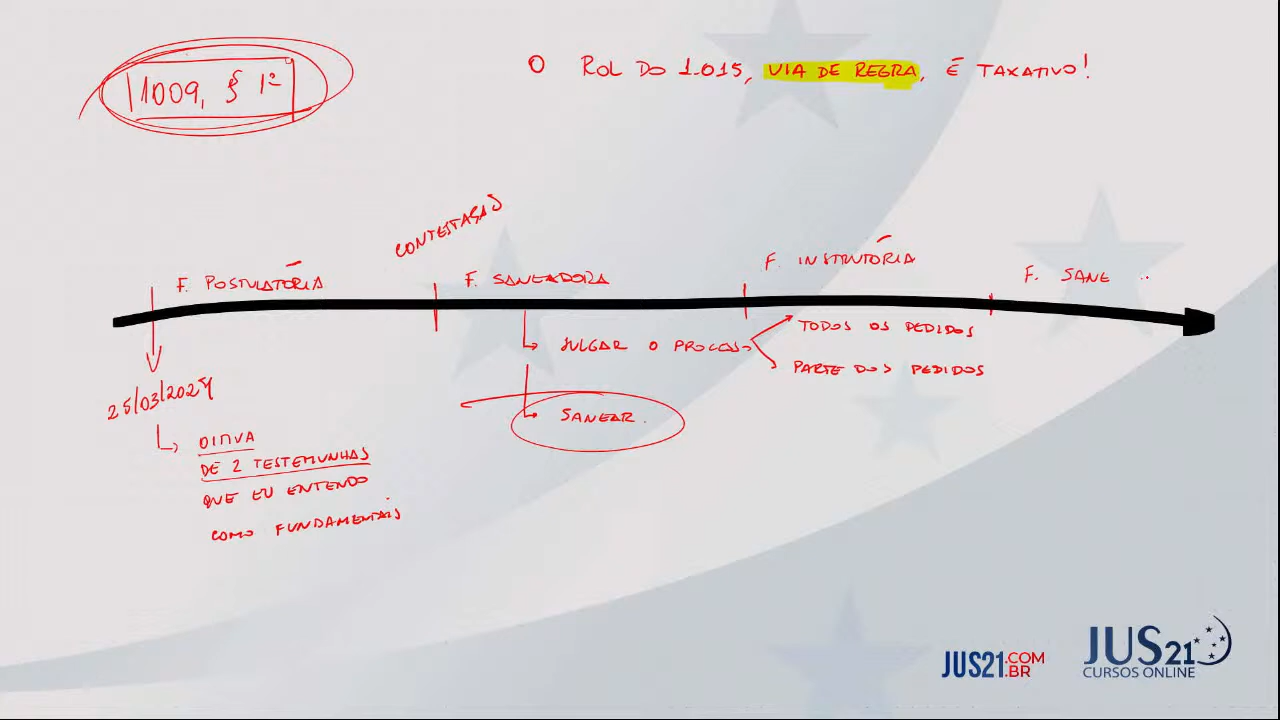 1009, § 1º
O ROL DO 1.015, VIA DE REGRA, É TAXATIVO!
CONTESTAÇÃO
F. POSTULATÓRIA
F. SANEADORA
F. INSTRUTÓRIA
F. SANE
JULGAR O PROCESSO
TODOS OS PEDIDOS
PARTE DOS PEDIDOS
SANEAR
25/03/2024
OITIVA
DE 2 TESTEMUNHAS
QUE EU ENTENDO
COMO FUNDAMENTAIS
JUS21.COM.BR
JUS21
CURSOS ONLINE